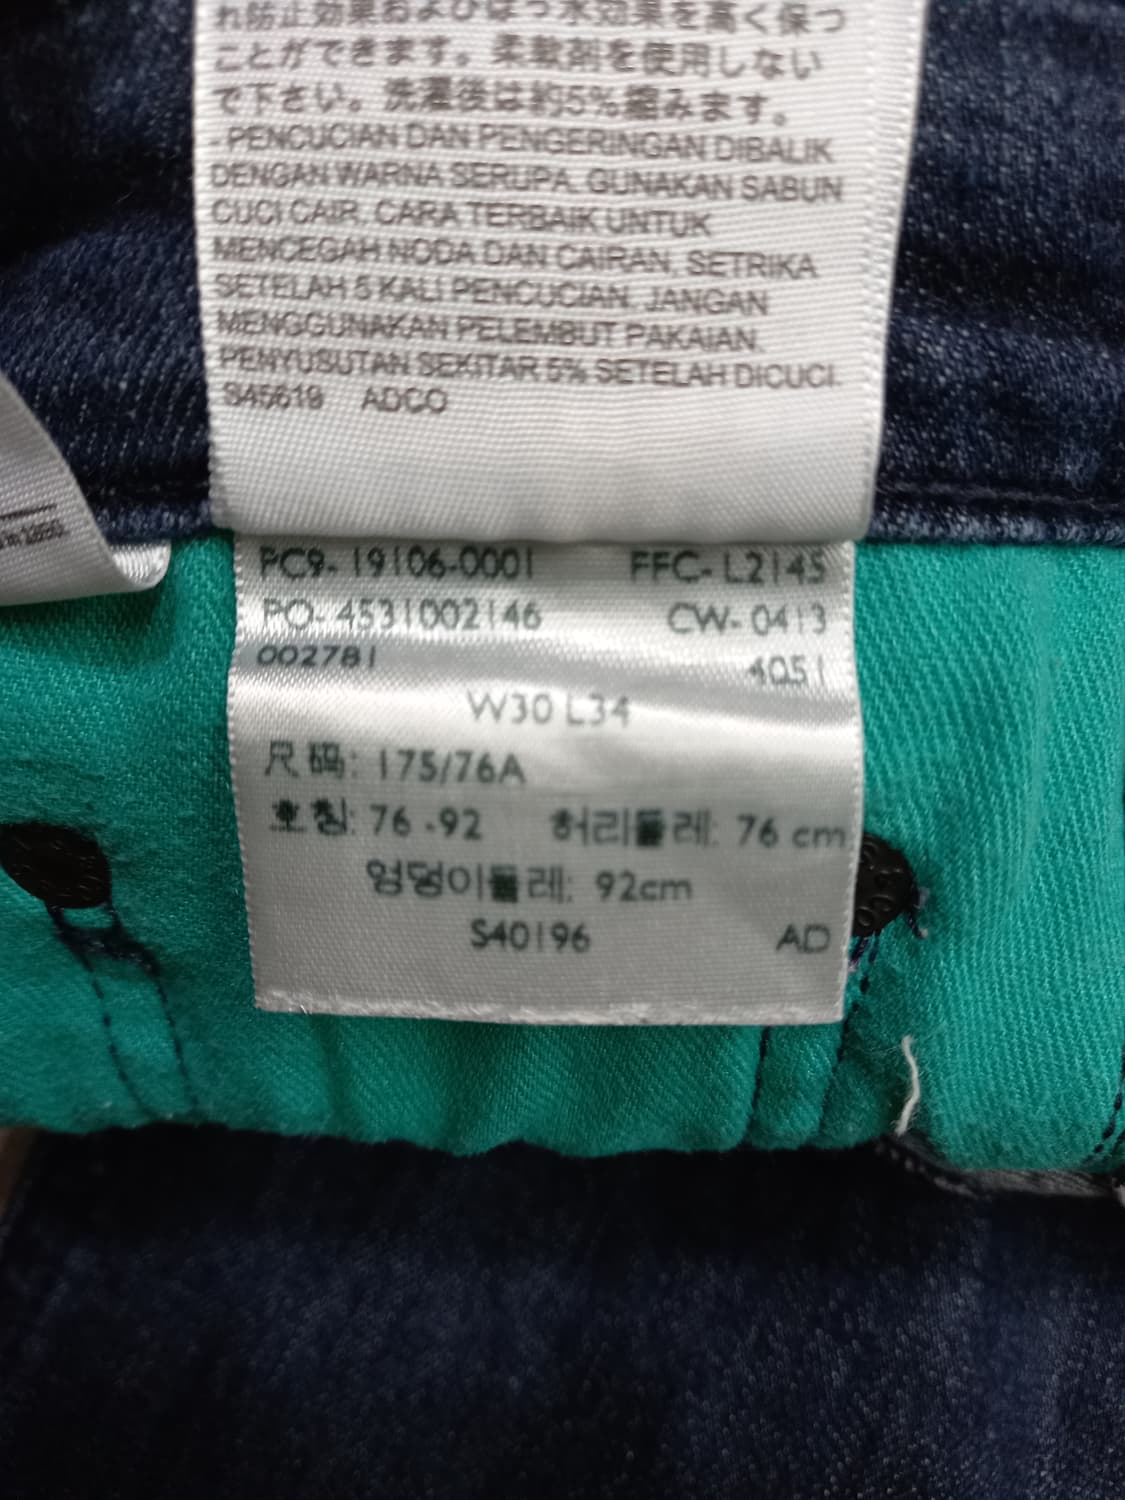 れ防止効果およびはっ水効果を高く保つ
ことができます。柔軟剤を使用しない
で下さい。洗濯後は約5%縮みます。
- PENCUCIAN DAN PENGERINGAN DIBALIK
DENGAN WARNA SERUPA. GUNAKAN SABUN
CUCI CAIR. CARA TERBAIK UNTUK
MENCEGAH NODA DAN CAIRAN, SETRIKA
SETELAH 5 KALI PENCUCIAN. JANGAN
MENGGUNAKAN PELEMBUT PAKAIAN.
PENYUSUTAN SEKITAR 5% SETELAH DICUCI.
S45619 ADCO
PC9- 19106-0001 FFC- L2145
PO- 4531002146 CW- 0413
002781 4Q51
W30 L34
尺码: 175/76A
호칭: 76 -92 허리둘레: 76 cm
엉덩이둘레: 92cm
S40196 AD